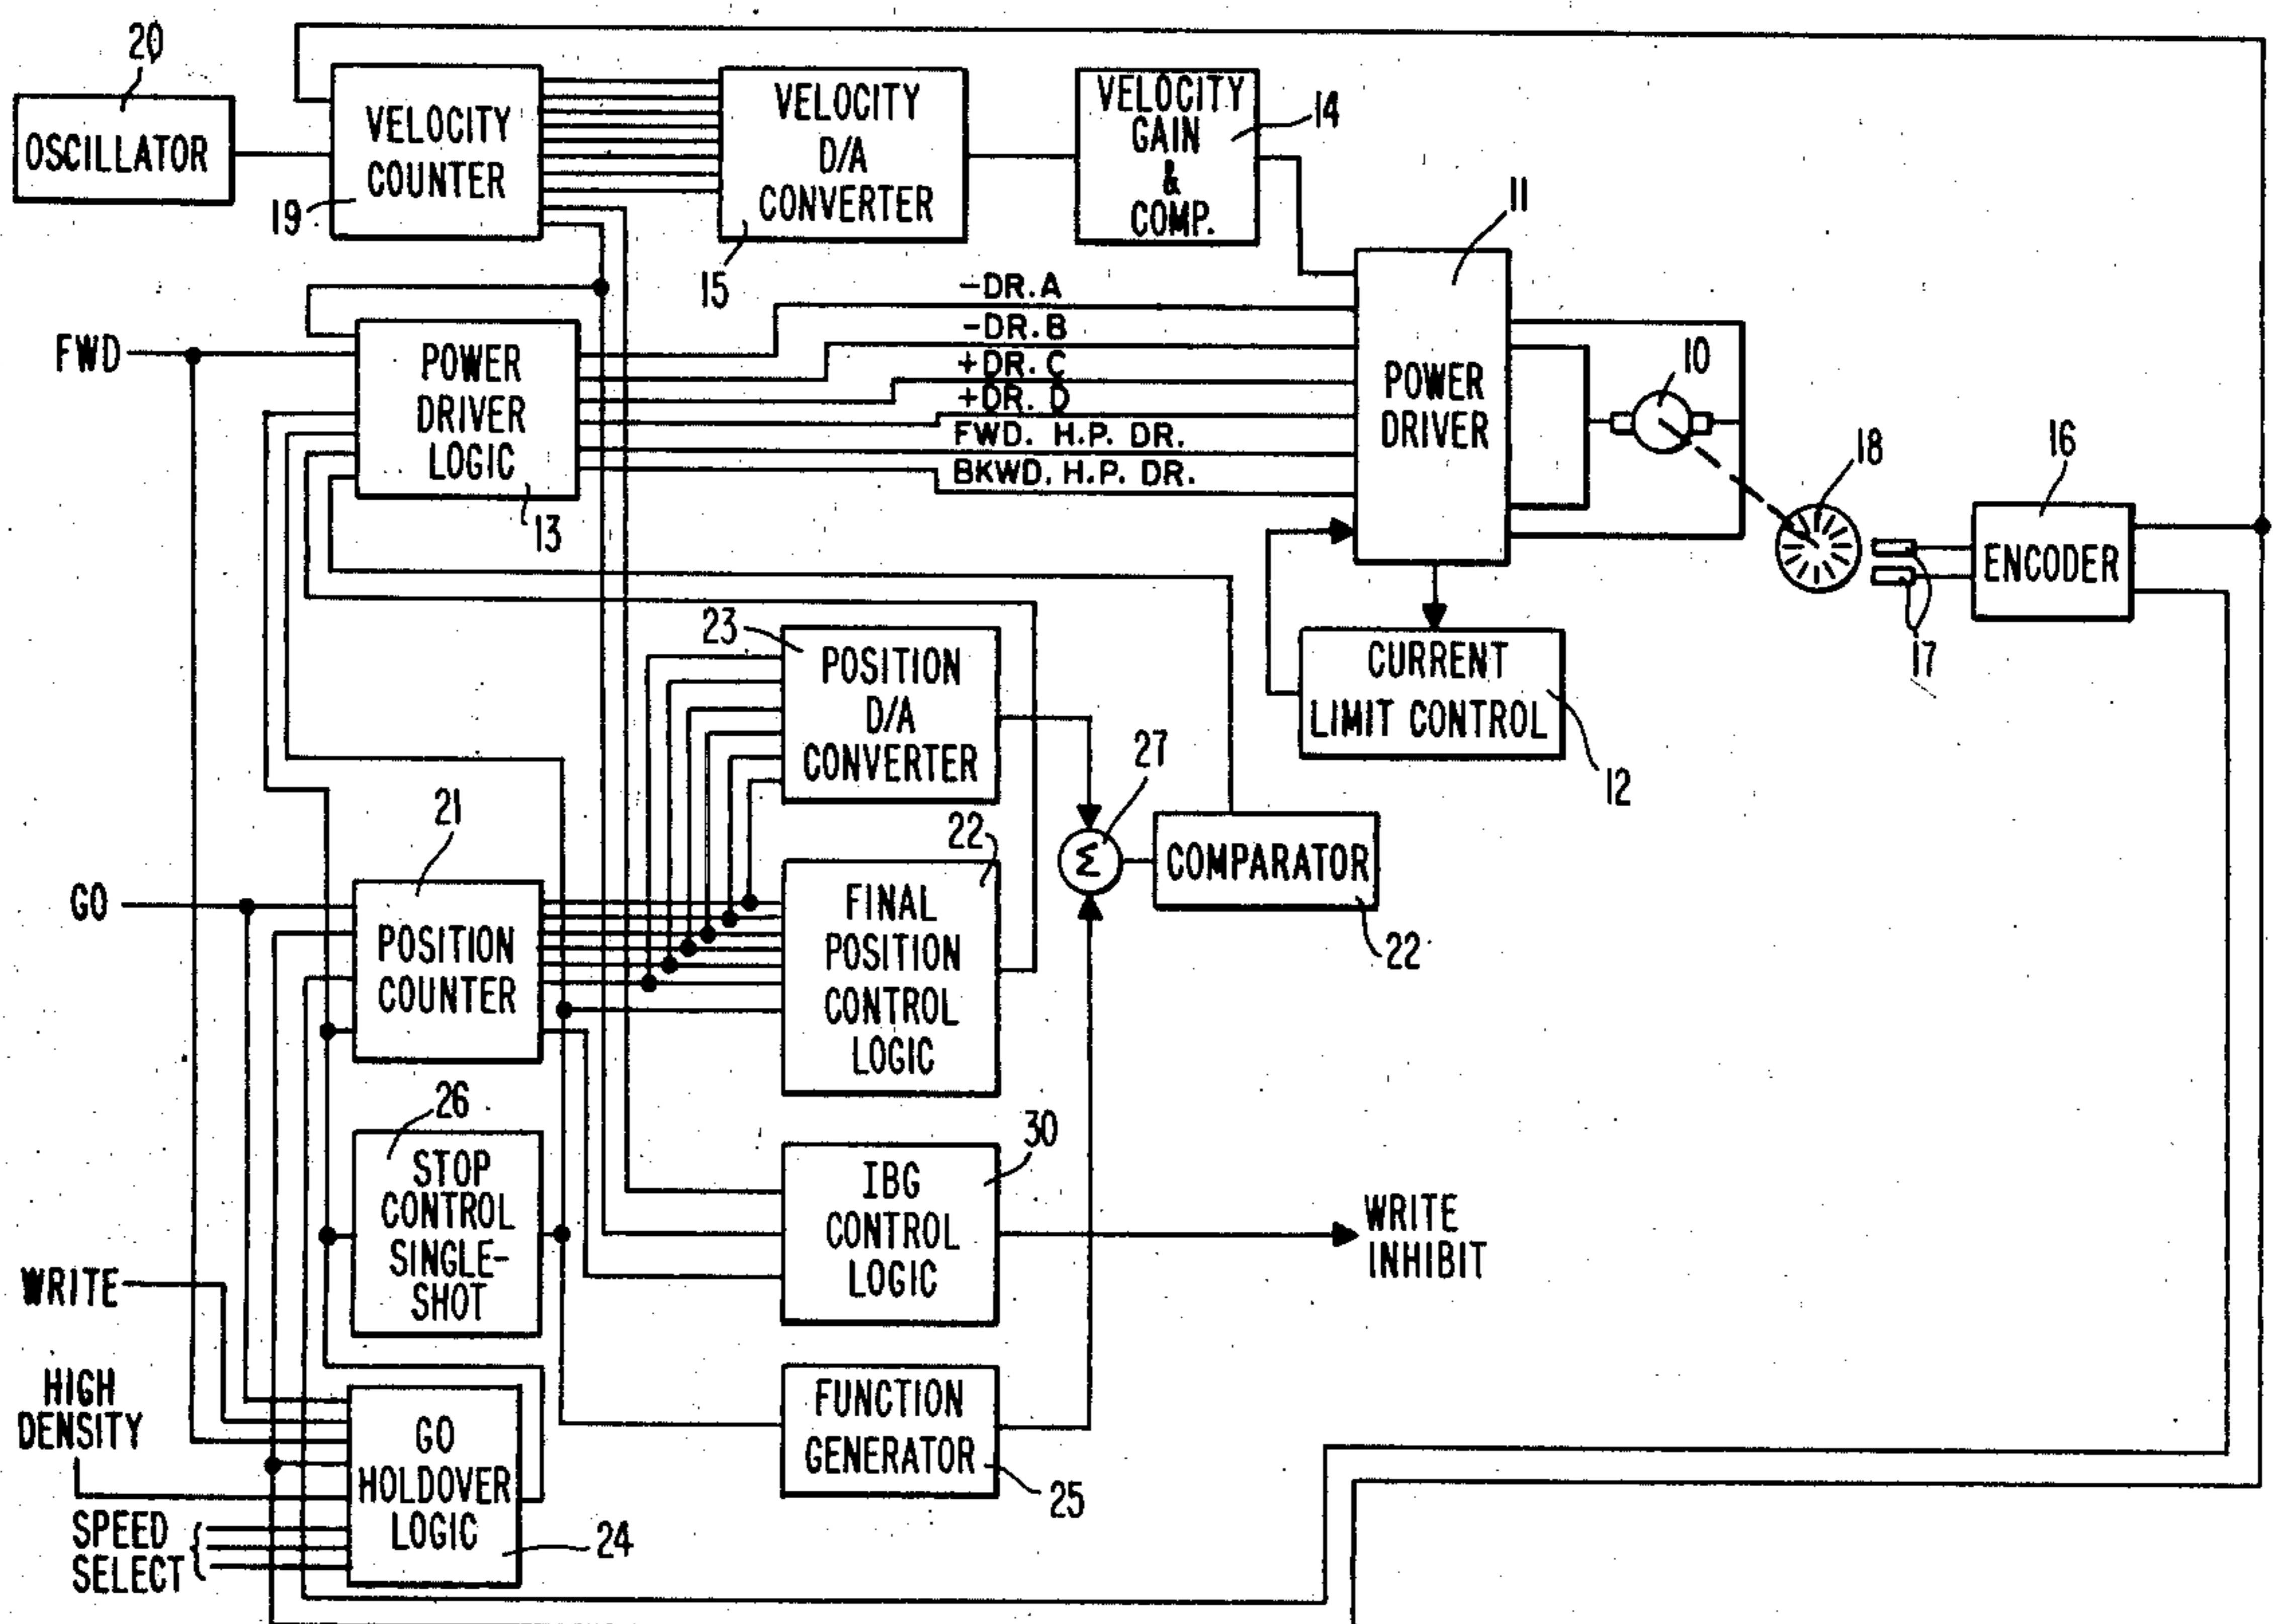 20
OSCILLATOR
VELOCITY
COUNTER
19
VELOCITY
D/A
CONVERTER
15
VELOCITY
GAIN
&
COMP.
14
11
-DR. A
-DR. B
+DR. C
+DR. D
FWD. H.P. DR.
BKWD. H.P. DR.
FWD
POWER
DRIVER
LOGIC
13
POWER
DRIVER
10
18
16
ENCODER
17
CURRENT
LIMIT CONTROL
12
23
POSITION
D/A
CONVERTER
27
Σ
COMPARATOR
22
21
GO
POSITION
COUNTER
22
FINAL
POSITION
CONTROL
LOGIC
26
STOP
CONTROL
SINGLE-
SHOT
30
IBG
CONTROL
LOGIC
WRITE
INHIBIT
WRITE
HIGH
DENSITY
SPEED
SELECT
GO
HOLDOVER
LOGIC
24
FUNCTION
GENERATOR
25